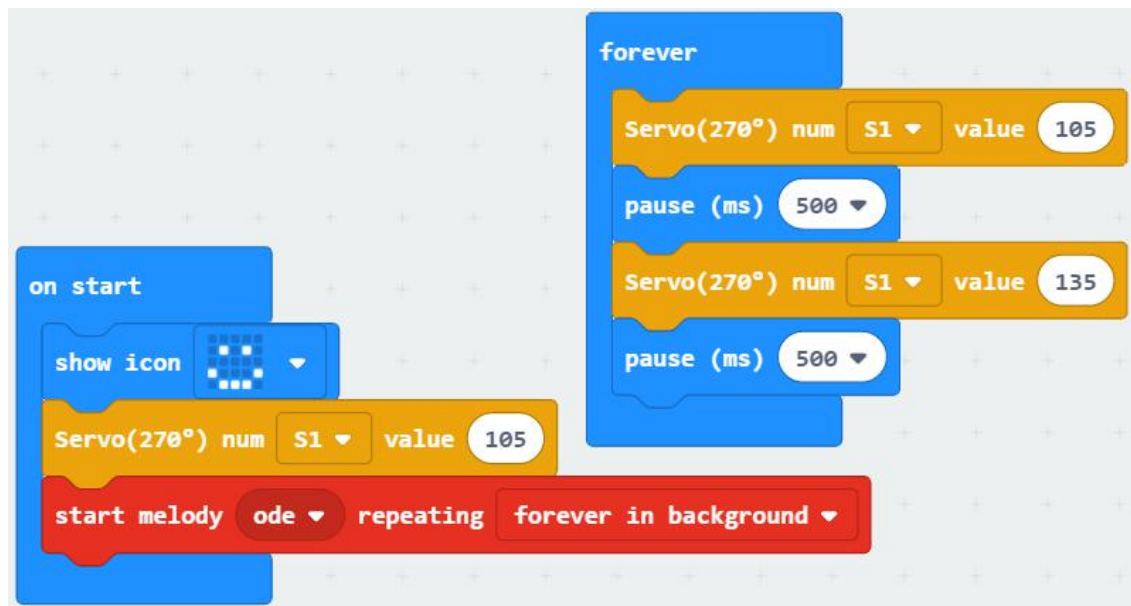 forever
Servo(270°) num S1 value 105
pause (ms) 500
Servo(270°) num S1 value 135
pause (ms) 500
on start
show icon
Servo(270°) num S1 value 105
start melody ode repeating forever in background